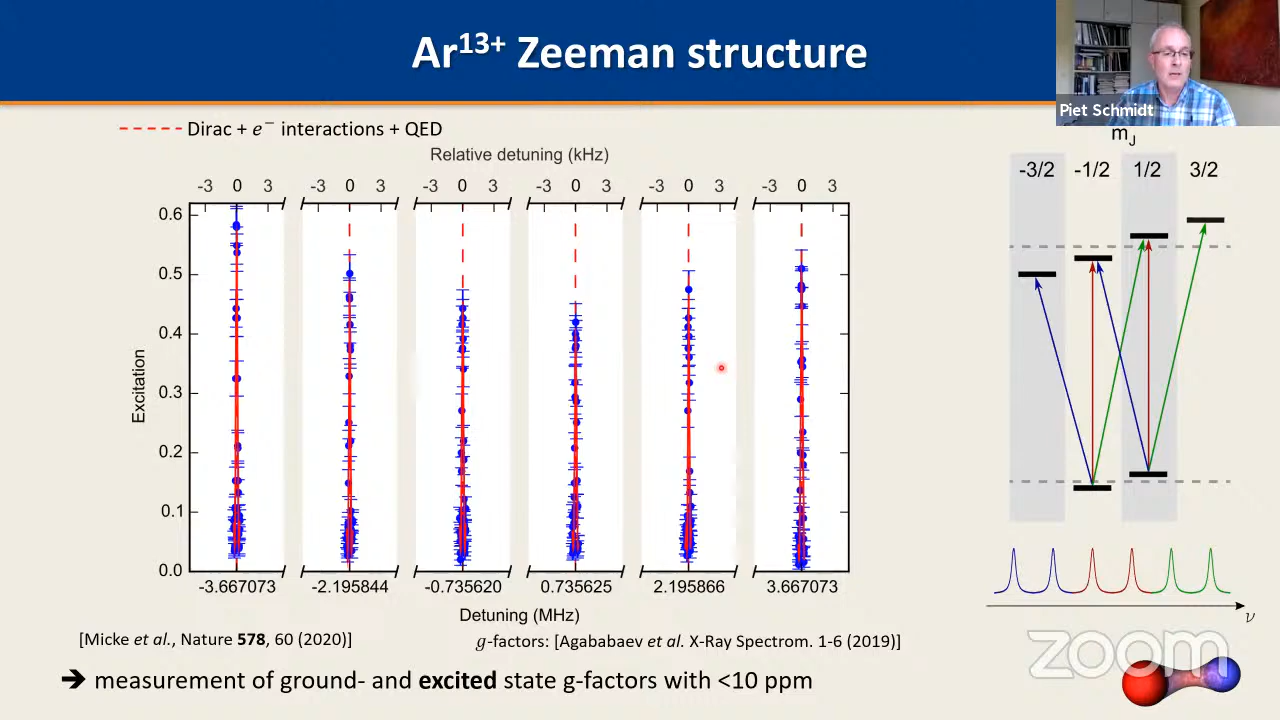 Ar13+ Zeeman structure
Piet Schmidt
Dirac + e− interactions + QED
Relative detuning (kHz)
-3 0 3 -3 0 3 -3 0 3 -3 0 3 -3 0 3 -3 0 3
Excitation
0.6
0.5
0.4
0.3
0.2
0.1
0.0
-3.667073 -2.195844 -0.735620 0.735625 2.195866 3.667073
Detuning (MHz)
mJ
-3/2 -1/2 1/2 3/2
ν
[Micke et al., Nature 578, 60 (2020)]
g-factors: [Agababaev et al. X-Ray Spectrom. 1-6 (2019)]
➔ measurement of ground- and excited state g-factors with <10 ppm
zoom